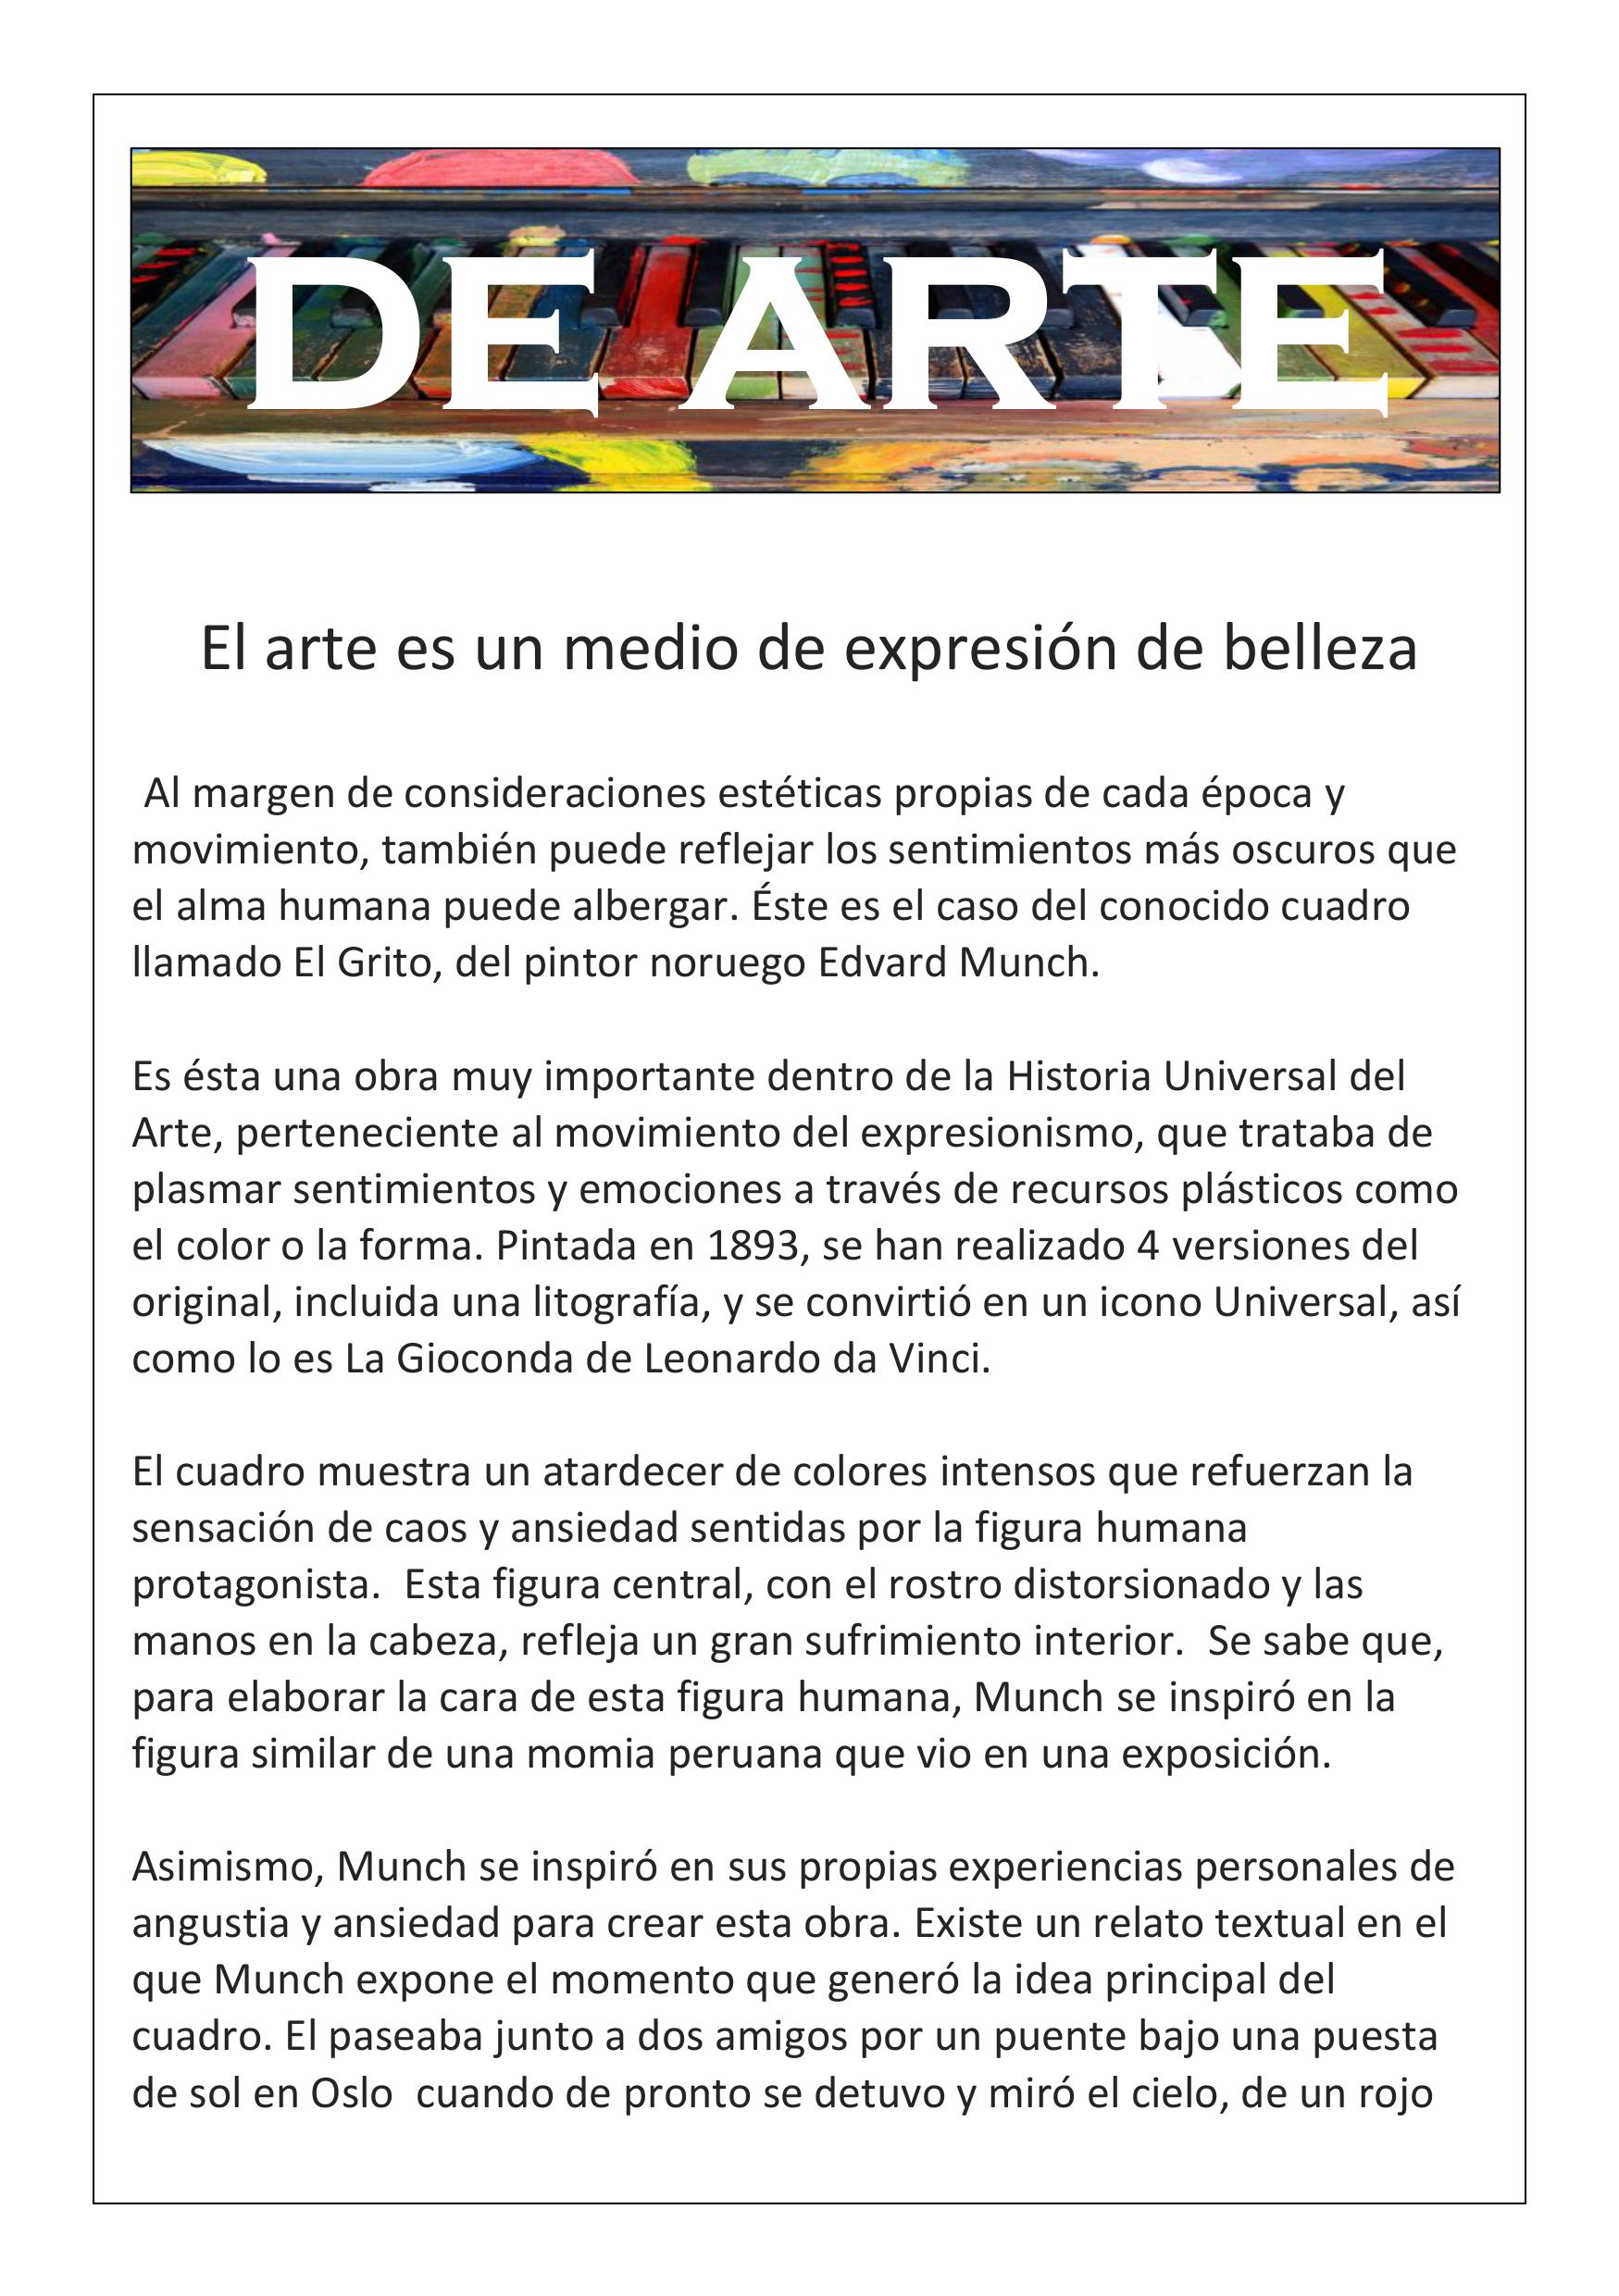 DE ARTE
El arte es un medio de expresión de belleza
Al margen de consideraciones estéticas propias de cada época y
movimiento, también puede reflejar los sentimientos más oscuros que
el alma humana puede albergar. Éste es el caso del conocido cuadro
llamado El Grito, del pintor noruego Edvard Munch.
Es ésta una obra muy importante dentro de la Historia Universal del
Arte, perteneciente al movimiento del expresionismo, que trataba de
plasmar sentimientos y emociones a través de recursos plásticos como
el color o la forma. Pintada en 1893, se han realizado 4 versiones del
original, incluida una litografía, y se convirtió en un icono Universal, así
como lo es La Gioconda de Leonardo da Vinci.
El cuadro muestra un atardecer de colores intensos que refuerzan la
sensación de caos y ansiedad sentidas por la figura humana
protagonista.  Esta figura central, con el rostro distorsionado y las
manos en la cabeza, refleja un gran sufrimiento interior.  Se sabe que,
para elaborar la cara de esta figura humana, Munch se inspiró en la
figura similar de una momia peruana que vio en una exposición.
Asimismo, Munch se inspiró en sus propias experiencias personales de
angustia y ansiedad para crear esta obra. Existe un relato textual en el
que Munch expone el momento que generó la idea principal del
cuadro. El paseaba junto a dos amigos por un puente bajo una puesta
de sol en Oslo  cuando de pronto se detuvo y miró el cielo, de un rojo